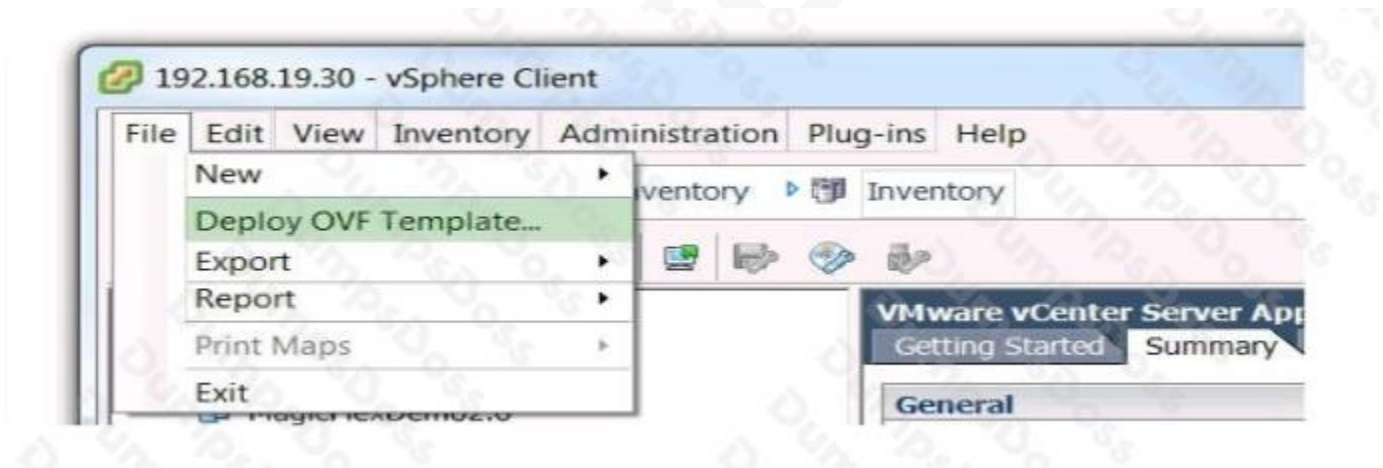 192.168.19.30 - vSphere Client
File Edit View Inventory Administration Plug-ins Help
New
Inventory
Deploy OVF Template...
Export
Report
VMware vCenter Server App
Print Maps
Getting Started Summary
Exit
General
DumpsDoss